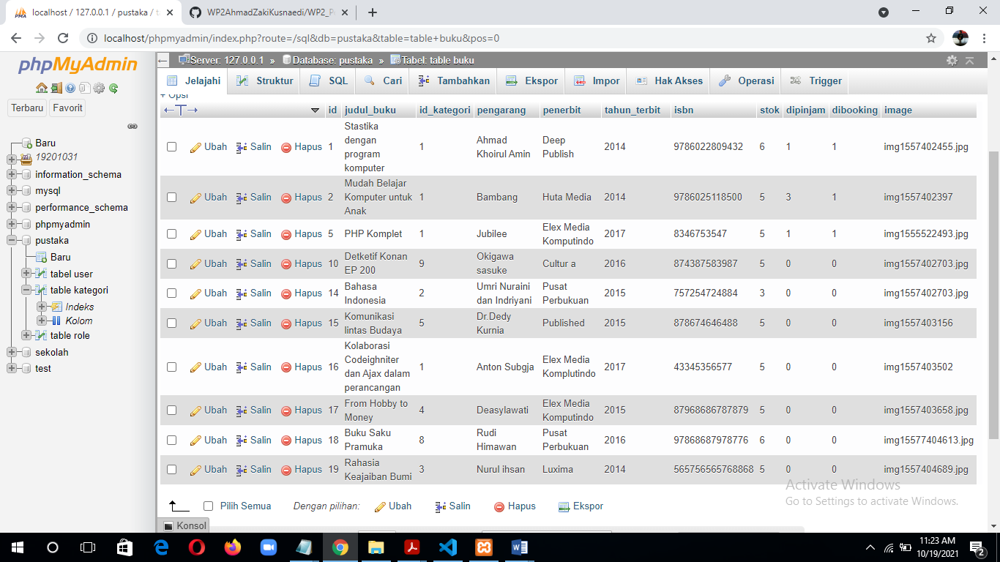 localhost / 127.0.0.1 / pustaka / t
WP2AhmadZakiKusnaedi/WP2_P
localhost/phpmyadmin/index.php?route=/sql&db=pustaka&table=table+buku&pos=0
phpMyAdmin
Terbaru Favorit
Baru
19201031
information_schema
mysql
performance_schema
phpmyadmin
pustaka
Baru
tabel user
table kategori
Indeks
Kolom
table role
sekolah
test
Server: 127.0.0.1 » Database: pustaka » Tabel: table buku
Jelajahi Struktur SQL Cari Tambahkan Ekspor Impor Hak Akses Operasi Trigger
+ Opsi
←T→ id judul_buku id_kategori pengarang penerbit tahun_terbit isbn stok dipinjam dibooking image
Ubah Salin Hapus 1 Stastika dengan program komputer 1 Ahmad Khoirul Amin Deep Publish 2014 9786022809432 6 1 1 img1557402455.jpg
Ubah Salin Hapus 2 Mudah Belajar Komputer untuk Anak 1 Bambang Huta Media 2014 9786025118500 5 3 1 img1557402397
Ubah Salin Hapus 5 PHP Komplet 1 Jubilee Elex Media Komputindo 2017 8346753547 5 1 1 img1555522493.jpg
Ubah Salin Hapus 10 Detketif Konan EP 200 9 Okigawa sasuke Cultur a 2016 874387583987 5 0 0 img1557402703.jpg
Ubah Salin Hapus 14 Bahasa Indonesia 2 Umri Nuraini dan Indriyani Pusat Perbukuan 2015 757254724884 3 0 0 img1557402703.jpg
Ubah Salin Hapus 15 Komunikasi lintas Budaya 5 Dr.Dedy Kurnia Published 2015 878674646488 5 0 0 img1557403156
Ubah Salin Hapus 16 Kolaborasi Codeighniter dan Ajax dalam perancangan 1 Anton Subgja Elex Media Komplutindo 2017 43345356577 5 0 0 img1557403502
Ubah Salin Hapus 17 From Hobby to Money 4 Deasylawati Elex Media Komputindo 2015 87968686787879 5 0 0 img1557403658.jpg
Ubah Salin Hapus 18 Buku Saku Pramuka 8 Rudi Himawan Pusat Perbukuan 2016 97868687978776 6 0 0 img15577404613.jpg
Ubah Salin Hapus 19 Rahasia Keajaiban Bumi 3 Nurul ihsan Luxima 2014 565756565768868 5 0 0 img1557404689.jpg
Pilih Semua Dengan pilihan: Ubah Salin Hapus Ekspor
Activate Windows
Go to Settings to activate Windows.
Konsol
11:23 AM
10/19/2021
2